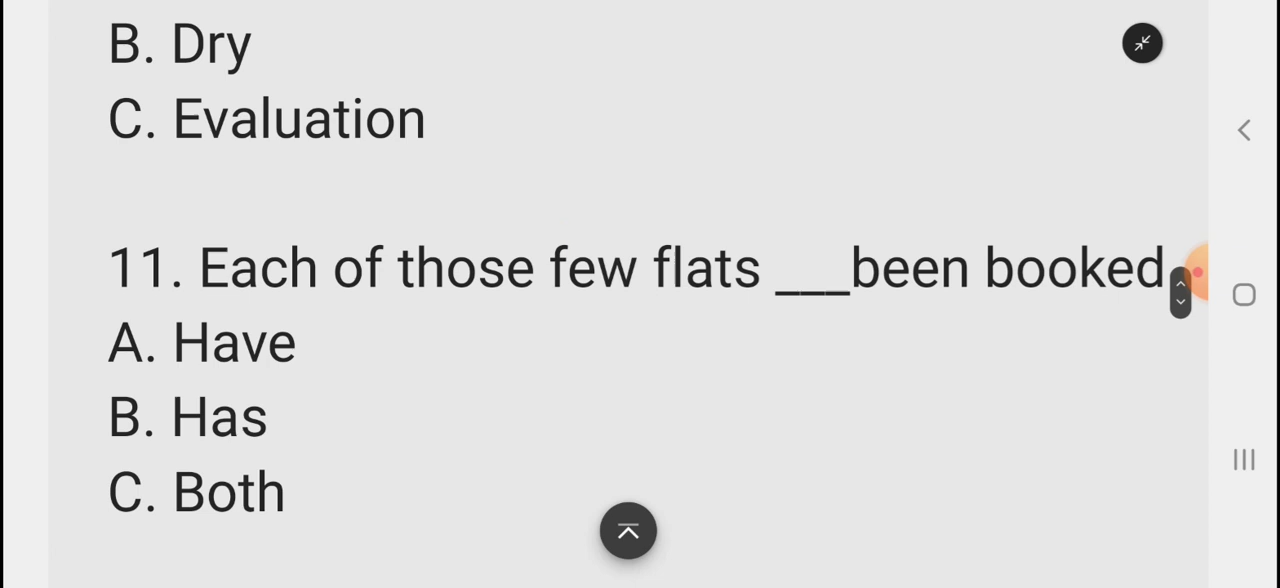 B. Dry
C. Evaluation
11. Each of those few flats ___been booked
A. Have
B. Has
C. Both